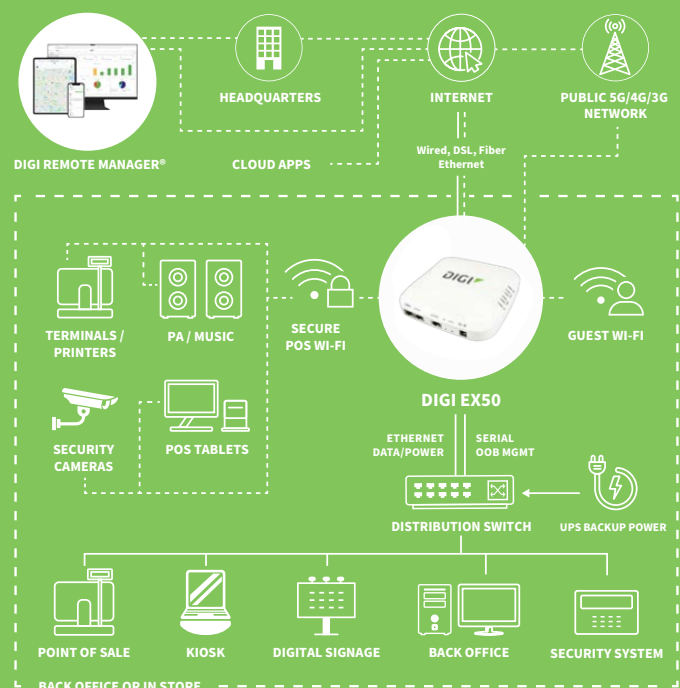 HEADQUARTERS
INTERNET
PUBLIC 5G/4G/3G
NETWORK
DIGI REMOTE MANAGER®
CLOUD APPS
Wired, DSL, Fiber
Ethernet
DIGI
TERMINALS /
PRINTERS
PA / MUSIC
SECURE
POS WI-FI
GUEST WI-FI
DIGI EX50
SECURITY
CAMERAS
POS TABLETS
ETHERNET
DATA/POWER
SERIAL
OOB MGMT
DISTRIBUTION SWITCH
UPS BACKUP POWER
POINT OF SALE
KIOSK
DIGITAL SIGNAGE
BACK OFFICE
SECURITY SYSTEM
BACK OFFICE OR IN STORE